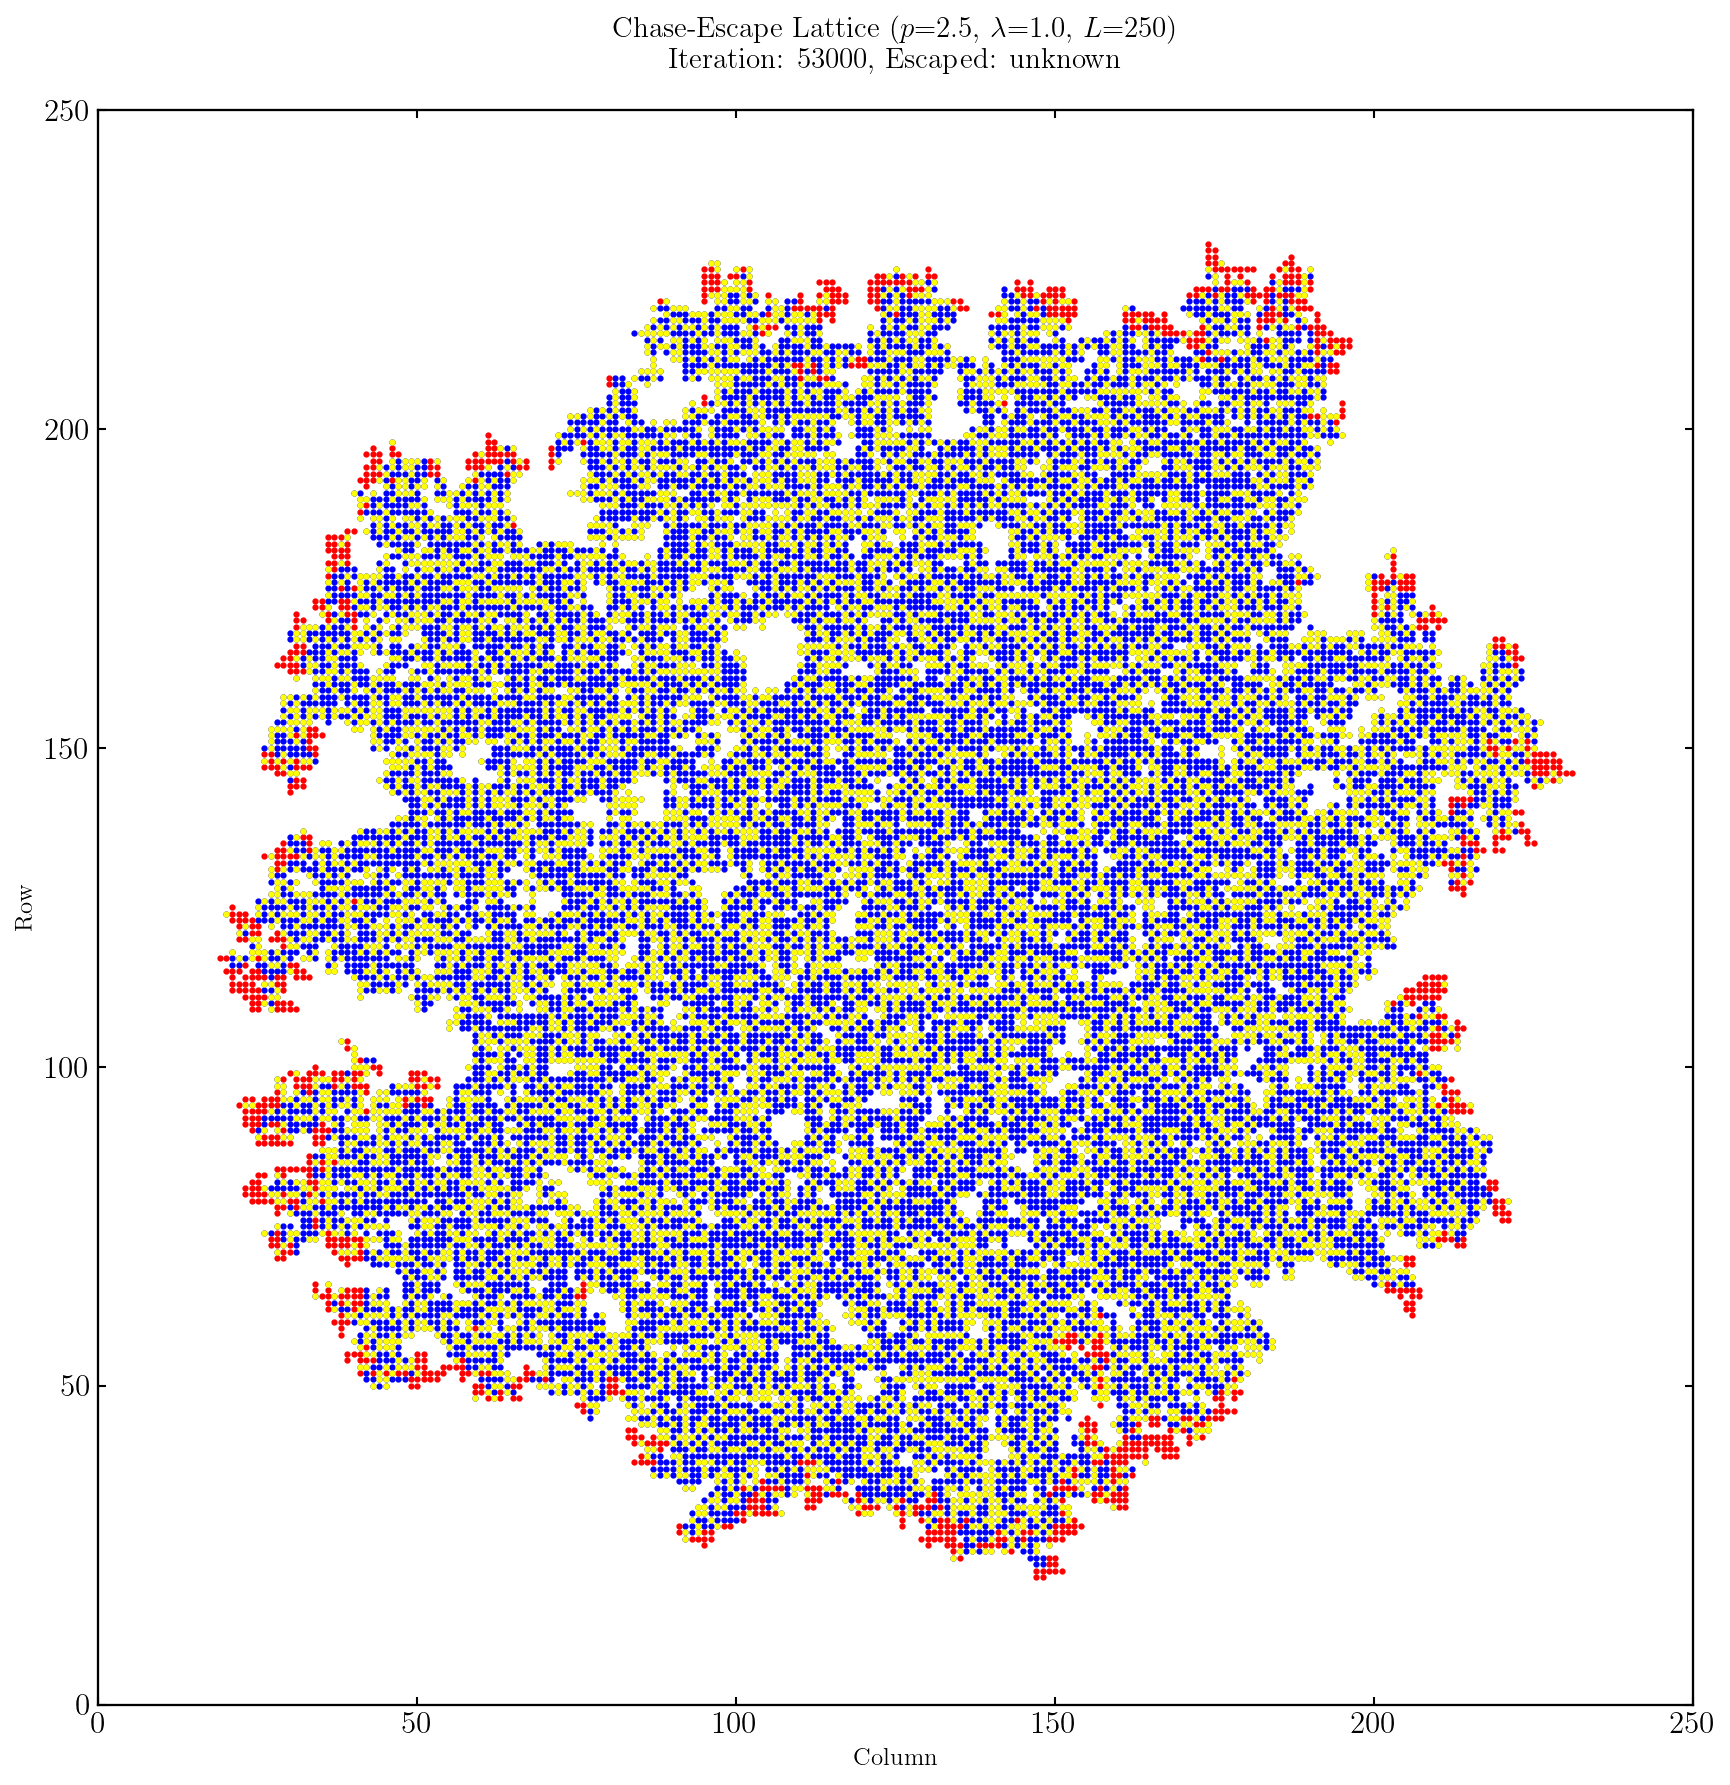 Chase-Escape Lattice (p=2.5, λ=1.0, L=250)
Iteration: 53000, Escaped: unknown
250
200
150
100
50
0
Row
0 50 100 150 200 250
Column